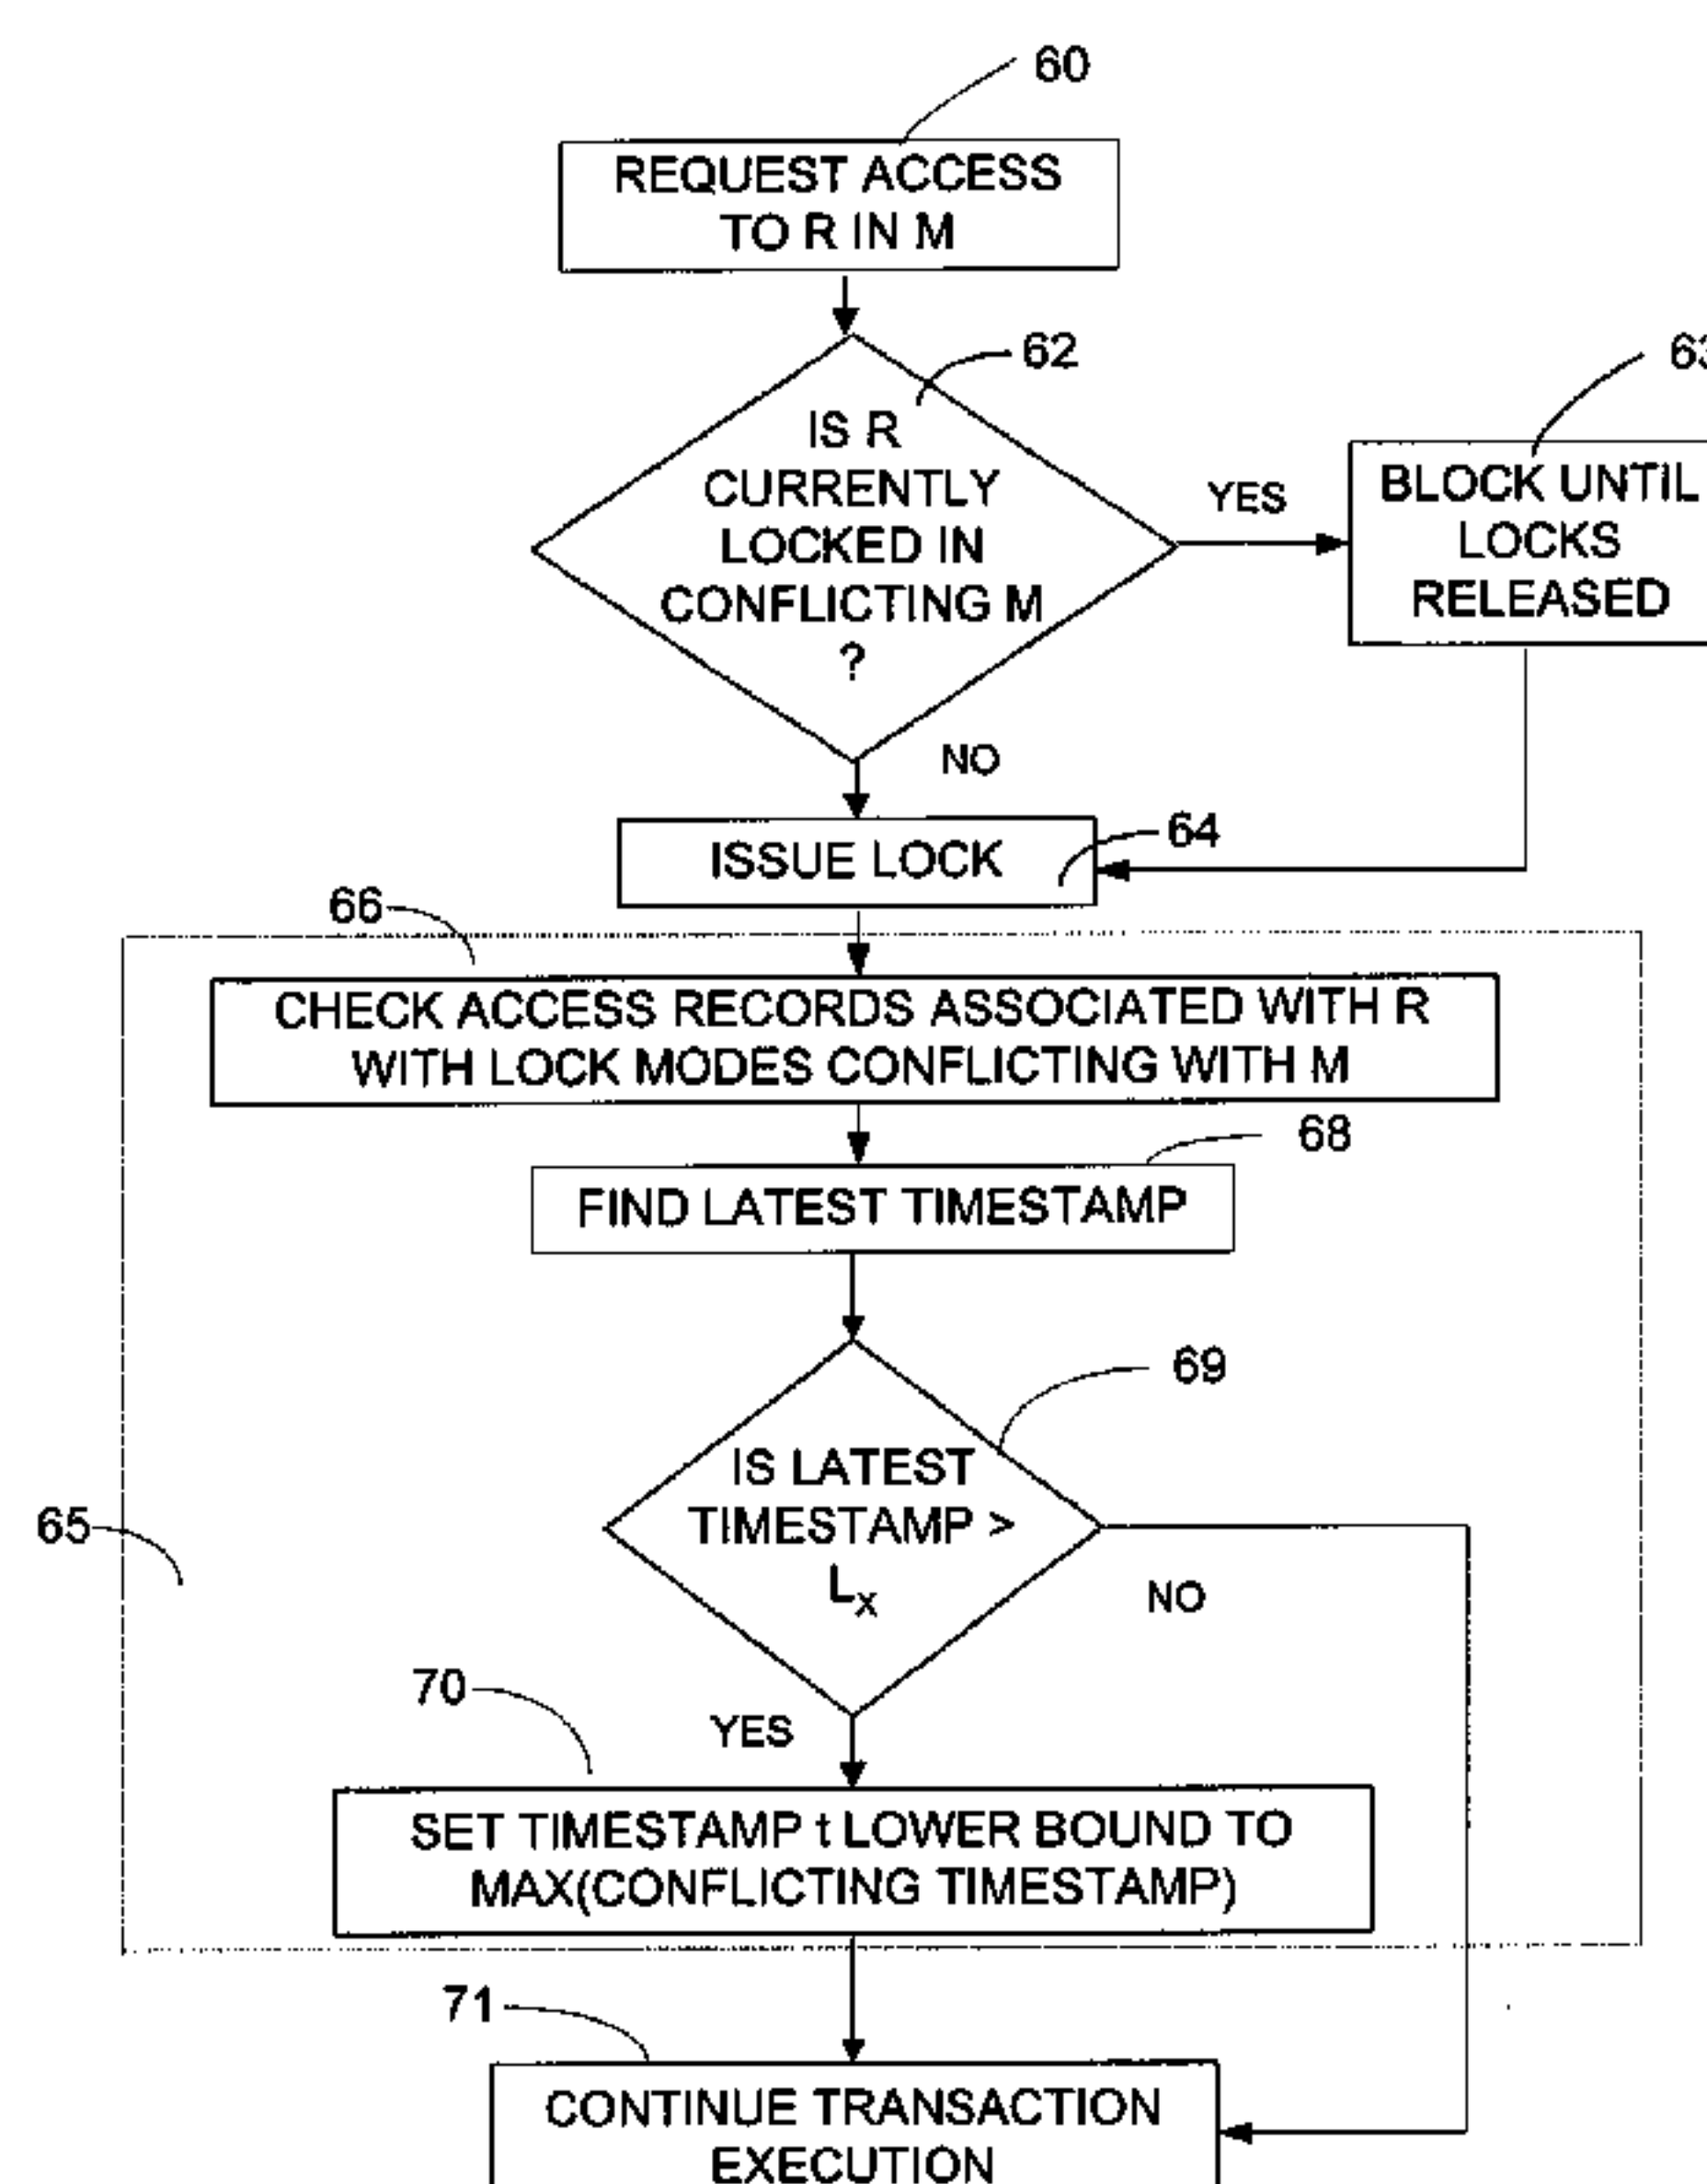 60
REQUEST ACCESS
TO R IN M
62
IS R
CURRENTLY
LOCKED IN
CONFLICTING M
?
YES
BLOCK UNTIL
LOCKS
RELEASED
NO
ISSUE LOCK
64
66
CHECK ACCESS RECORDS ASSOCIATED WITH R
WITH LOCK MODES CONFLICTING WITH M
68
FIND LATEST TIMESTAMP
69
IS LATEST
TIMESTAMP >
Lx
65
NO
70
YES
SET TIMESTAMP t LOWER BOUND TO
MAX(CONFLICTING TIMESTAMP)
71
CONTINUE TRANSACTION
EXECUTION